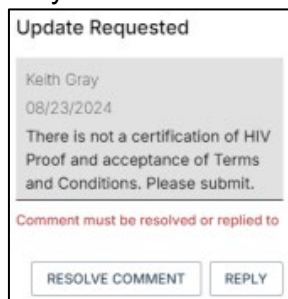 Update Requested
Keith Gray
08/23/2024
There is not a certification of HIV
Proof and acceptance of Terms
and Conditions. Please submit.
Comment must be resolved or replied to
RESOLVE COMMENT REPLY